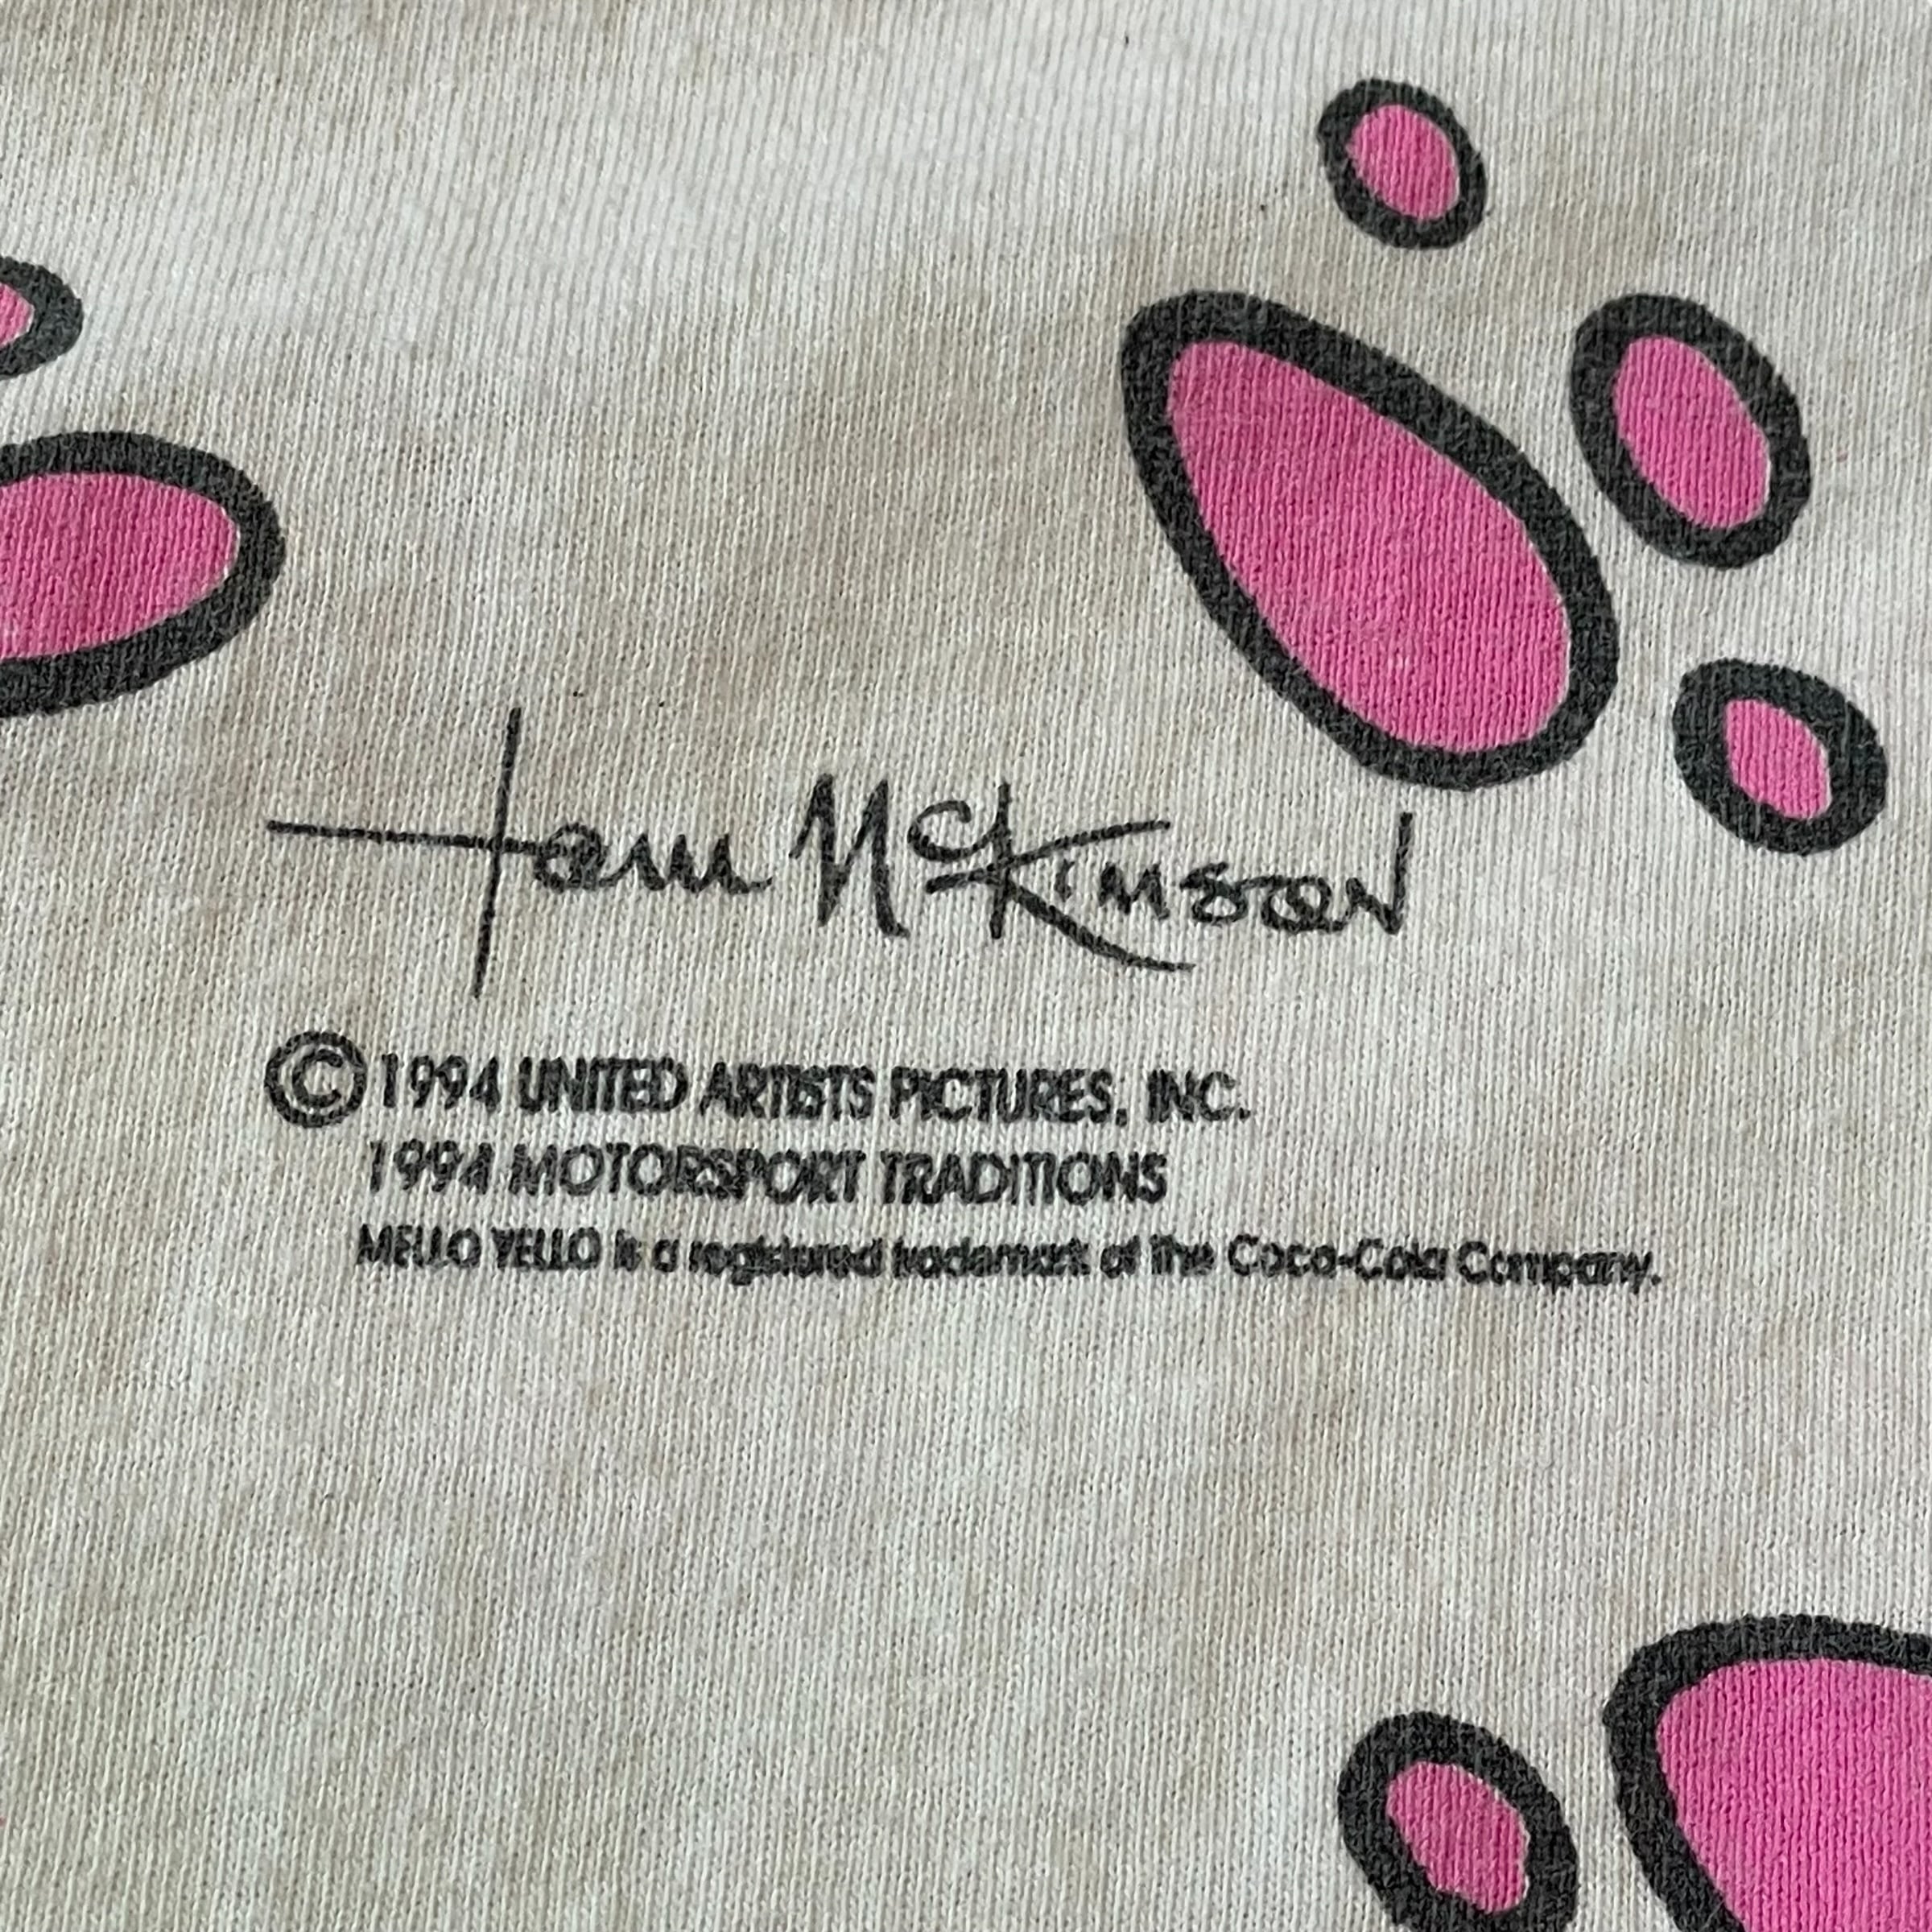 Tom McKimson
©1994 UNITED ARTISTS PICTURES, INC.
1994 MOTORSPORT TRADITIONS
MELLO YELLO is a registered trademark of the Coca-Cola Company.